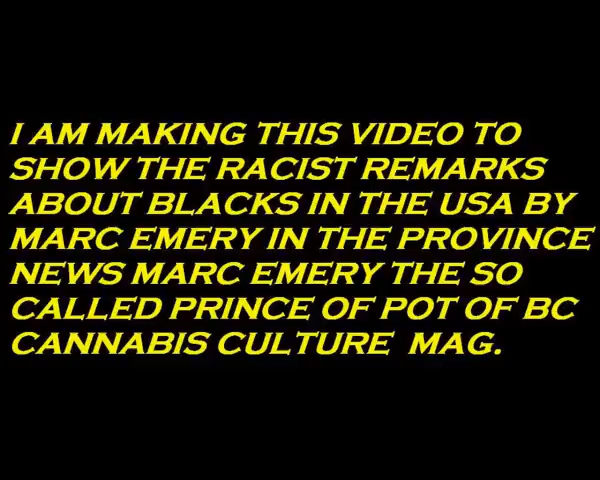 I AM MAKING THIS VIDEO TO
SHOW THE RACIST REMARKS
ABOUT BLACKS IN THE USA BY
MARC EMERY IN THE PROVINCE
NEWS MARC EMERY THE SO
CALLED PRINCE OF POT OF BC
CANNABIS CULTURE  MAG.